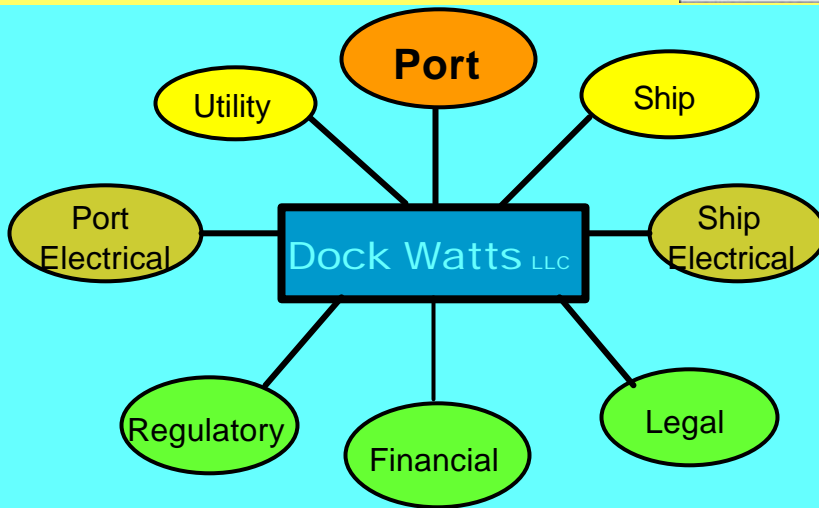 Port
Utility
Ship
Port
Electrical
Dock Watts LLC
Ship
Electrical
Regulatory
Financial
Legal